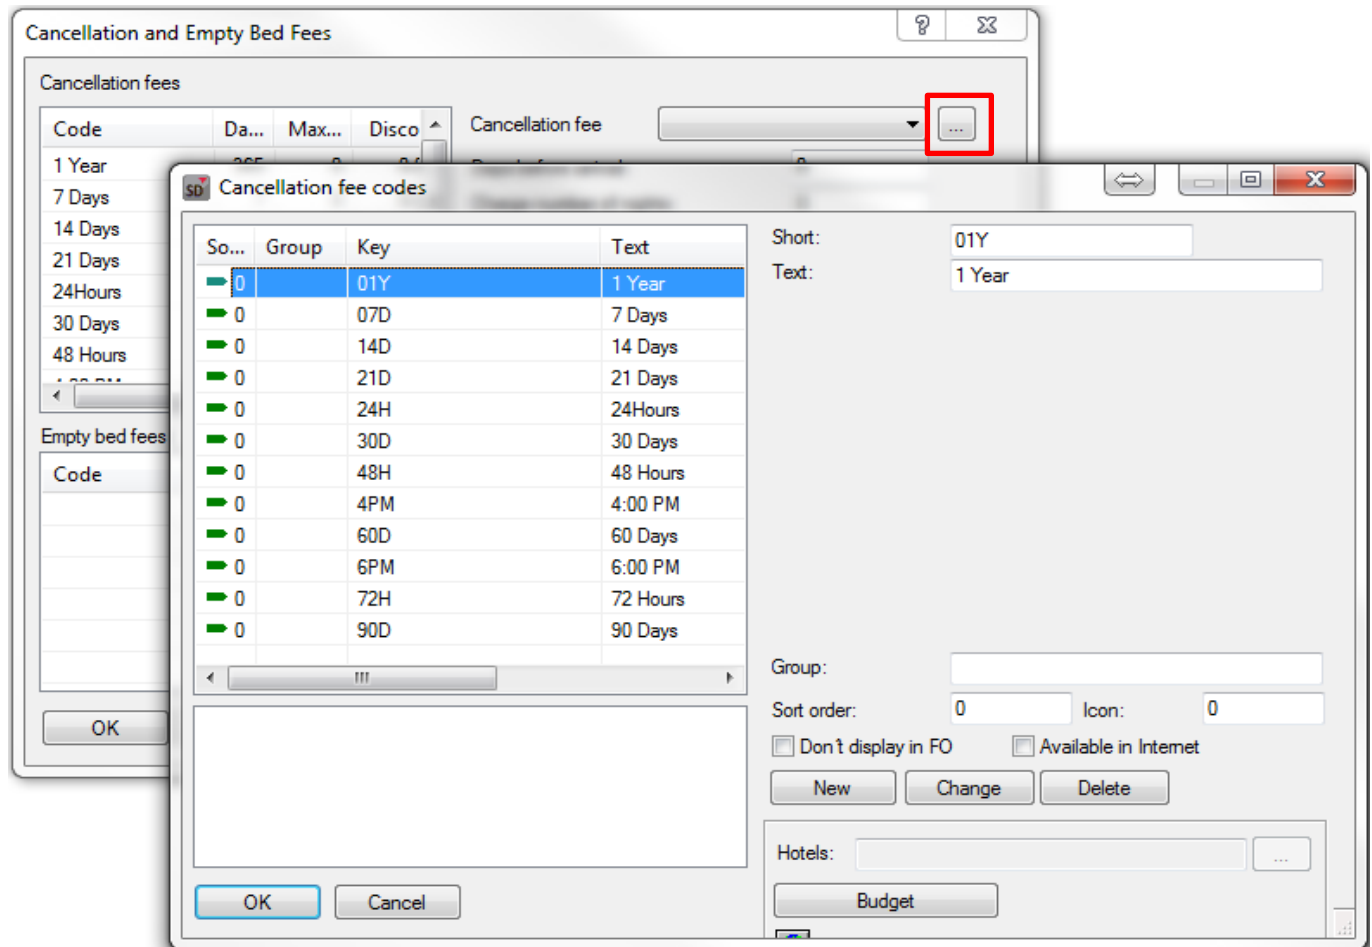 Cancellation and Empty Bed Fees
Cancellation fees
Code Da... Max... Disco
Cancellation fee ...
1 Year
7 Days
14 Days
21 Days
24Hours
30 Days
48 Hours
Empty bed fees
Code
OK
SD Cancellation fee codes
So... Group Key Text
0 01Y 1 Year
0 07D 7 Days
0 14D 14 Days
0 21D 21 Days
0 24H 24Hours
0 30D 30 Days
0 48H 48 Hours
0 4PM 4:00 PM
0 60D 60 Days
0 6PM 6:00 PM
0 72H 72 Hours
0 90D 90 Days
Short: 01Y
Text: 1 Year
Group:
Sort order: 0 Icon: 0
Don't display in FO Available in Internet
New Change Delete
Hotels: ...
Budget
OK Cancel